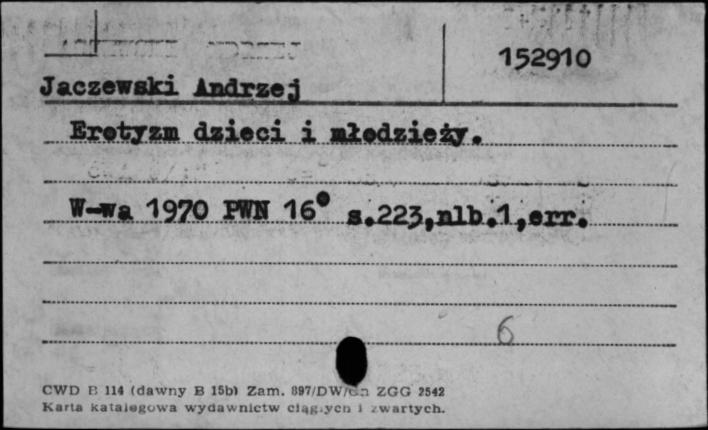 152910
Jaczewski Andrzej
Erotyzm dzieci i młodzieży.
W-wa 1970 PWN 16° s.223,nlb.1,err.
6
CWD B 114 (dawny B 15b) Zam. 897/DW/Gn ZGG 2542
Karta katalogowa wydawnictw ciągłych i zwartych.